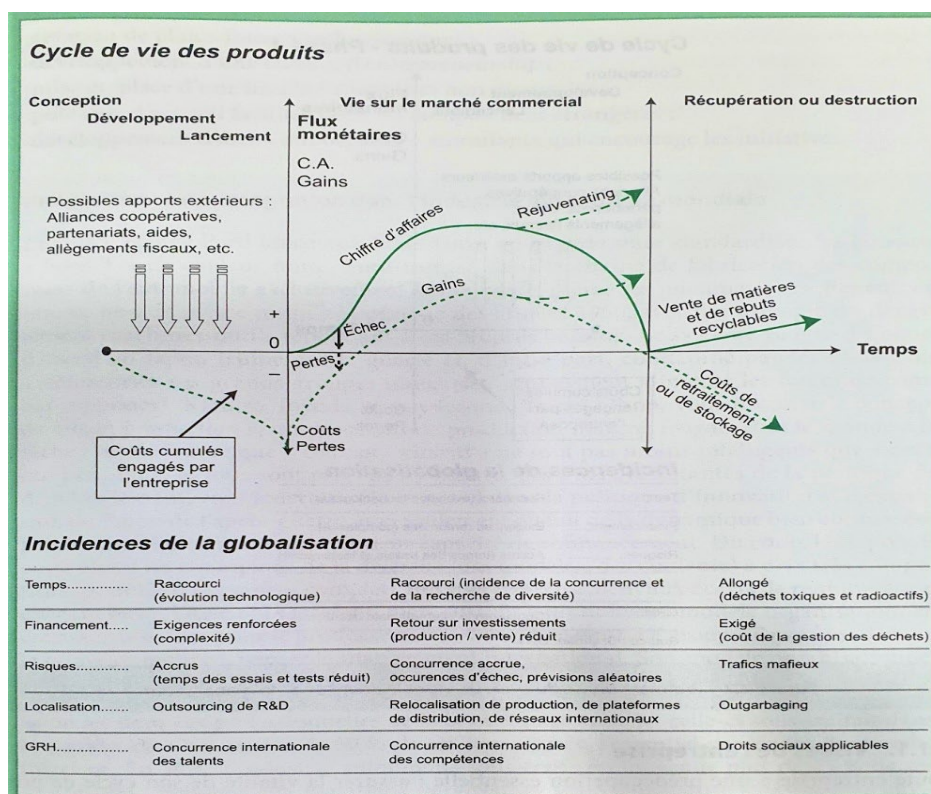 Cycle de vie des produits
Conception
Développement
Lancement
Flux
monétaires
C.A.
Gains
Vie sur le marché commercial
Récupération ou destruction
Possibles apports extérieurs :
Alliances coopératives,
partenariats, aides,
allègements fiscaux, etc.
Chiffre d'affaires
Rejuvenating
Gains
+
0
−
Échec
Pertes
Coûts
Pertes
Coûts cumulés
engagés par
l'entreprise
Vente de matières
et de rebuts
recyclables
Temps
Coûts de
retraitement
ou de stockage
Incidences de la globalisation
Temps............... Raccourci Raccourci (incidence de la concurrence et Allongé
(évolution technologique) de la recherche de diversité) (déchets toxiques et radioactifs)
Financement..... Exigences renforcées Retour sur investissements Exigé
(complexité) (production / vente) réduit (coût de la gestion des déchets)
Risques............. Accrus Concurrence accrue, Trafics mafieux
(temps des essais et tests réduit) occurences d'échec, prévisions aléatoires
Localisation...... Outsourcing de R&D Relocalisation de production, de plateformes Outgarbaging
de distribution, de réseaux internationaux
GRH.................. Concurrence internationale Concurrence internationale Droits sociaux applicables
des talents des compétences